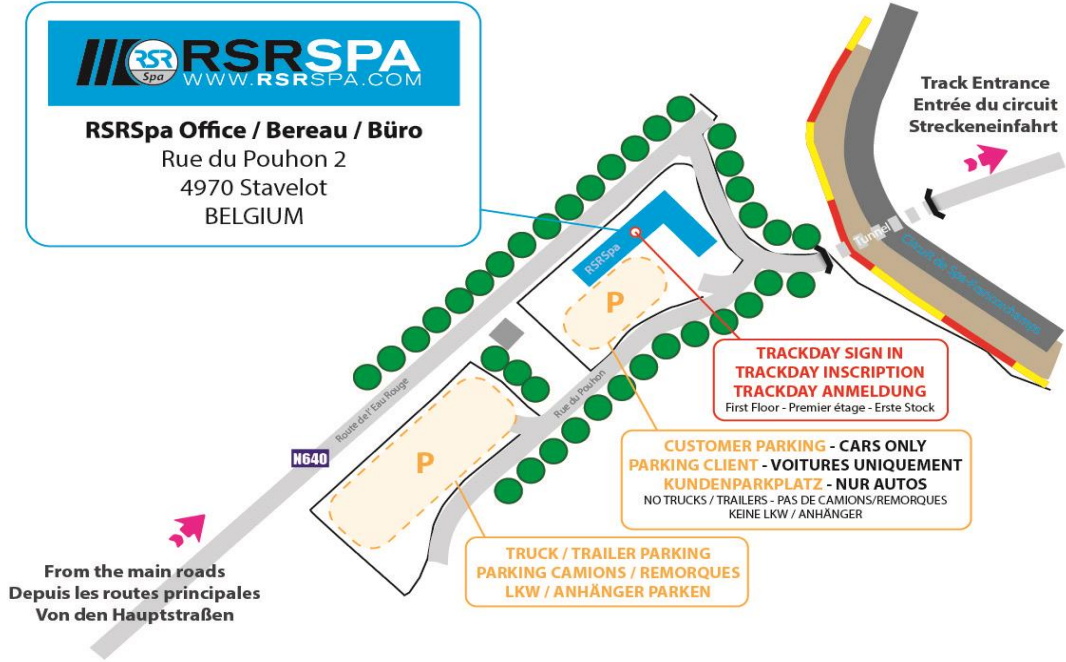 RSR
Spa
RSRSPA
WWW.RSRSPA.COM
RSRSpa Office / Bereau / Büro
Rue du Pouhon 2
4970 Stavelot
BELGIUM
Track Entrance
Entrée du circuit
Streckeneinfahrt
Tunnel
Circuit de Spa-Francorchamps
RSRSpa
P
TRACKDAY SIGN IN
TRACKDAY INSCRIPTION
TRACKDAY ANMELDUNG
First Floor - Premier étage - Erste Stock
Route de l'Eau Rouge
Rue du Pouhon
N640
P
CUSTOMER PARKING - CARS ONLY
PARKING CLIENT - VOITURES UNIQUEMENT
KUNDENPARKPLATZ - NUR AUTOS
NO TRUCKS / TRAILERS - PAS DE CAMIONS/REMORQUES
KEINE LKW / ANHÄNGER
TRUCK / TRAILER PARKING
PARKING CAMIONS / REMORQUES
LKW / ANHÄNGER PARKEN
From the main roads
Depuis les routes principales
Von den Hauptstraßen